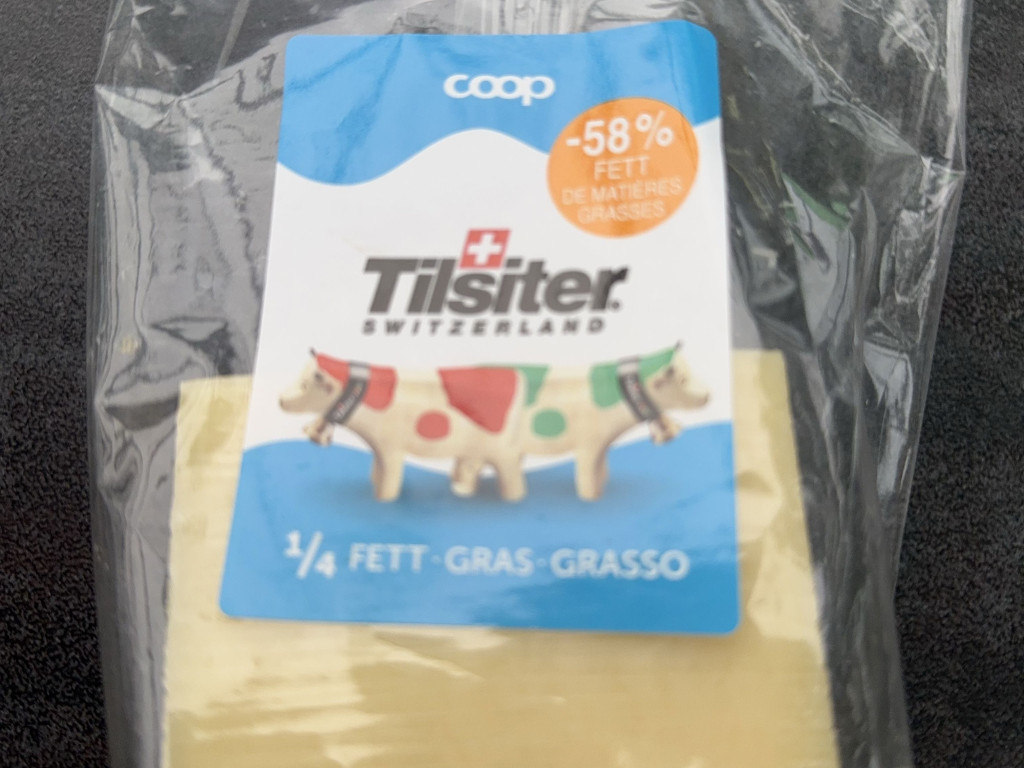 coop
-58%
FETT
DE MATIÈRES
GRASSES
Tilsiter.
SWITZERLAND
1/4 FETT·GRAS·GRASSO